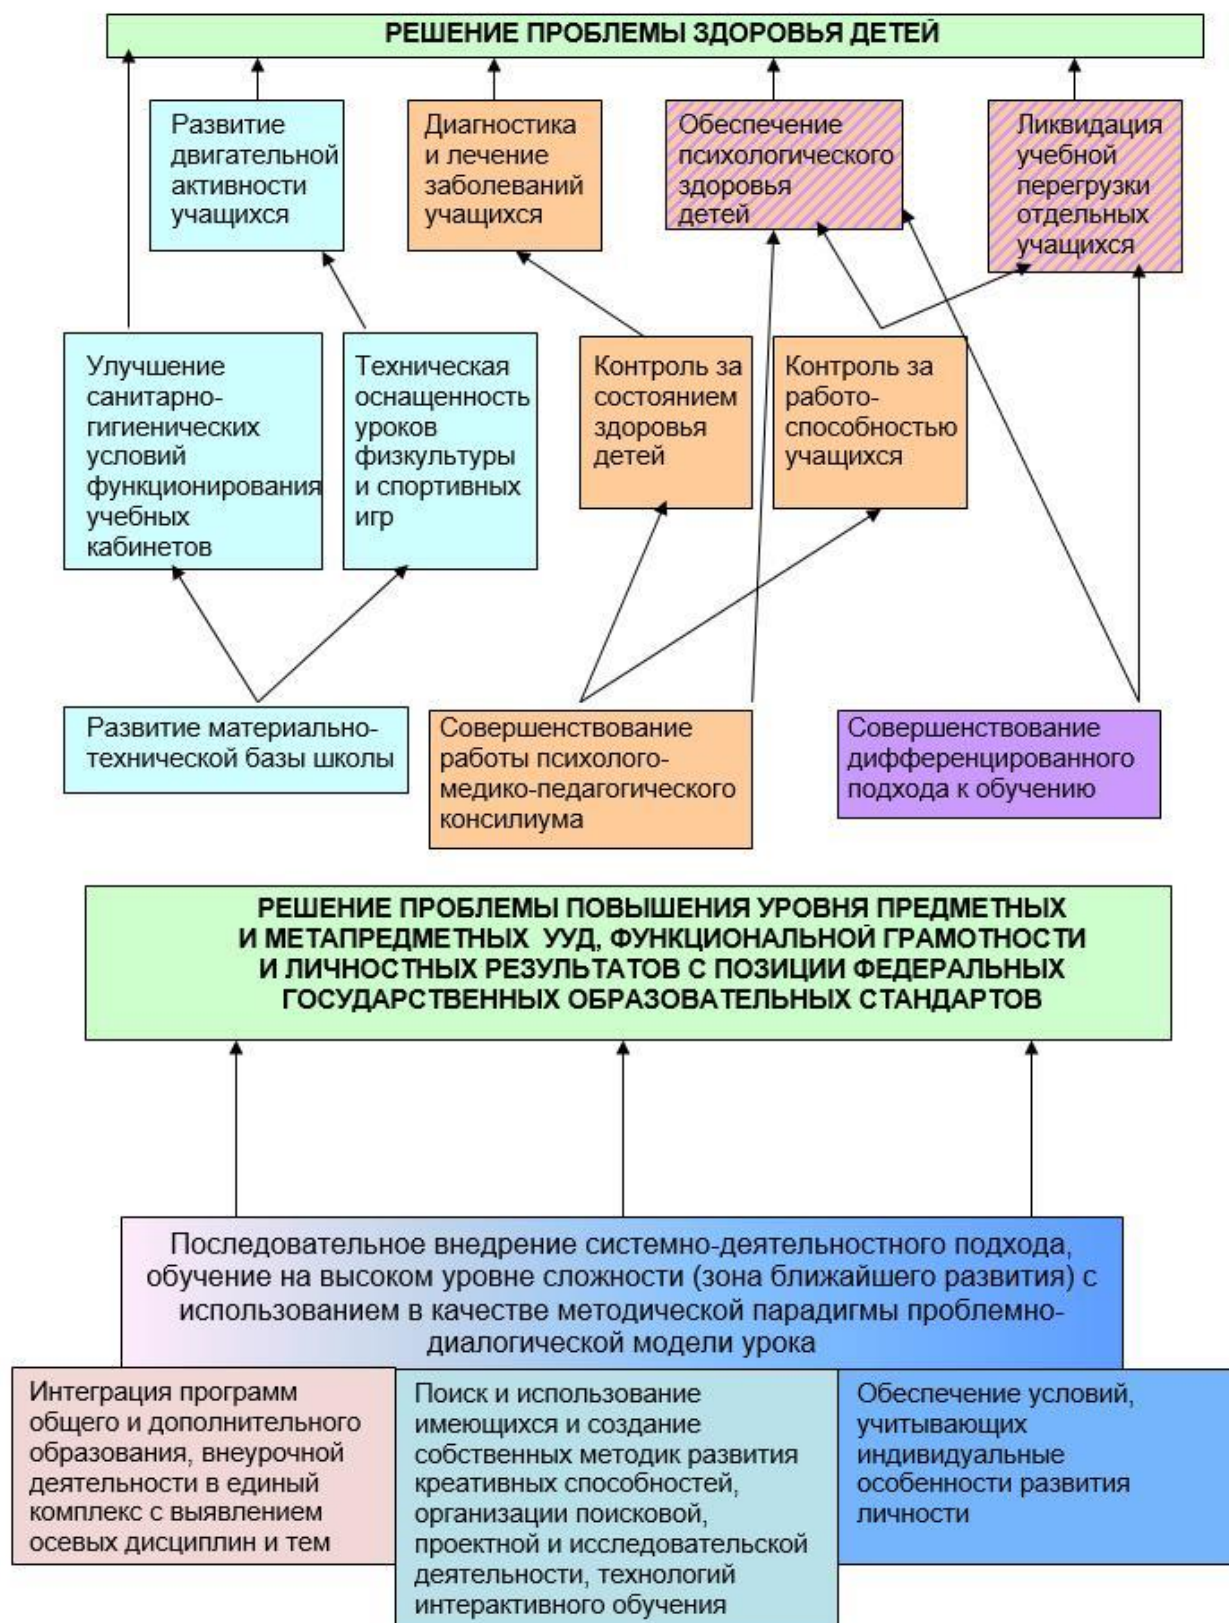 РЕШЕНИЕ ПРОБЛЕМЫ ЗДОРОВЬЯ ДЕТЕЙ
Развитие
двигательной
активности
учащихся
Диагностика
и лечение
заболеваний
учащихся
Обеспечение
психологического
здоровья
детей
Ликвидация
учебной
перегрузки
отдельных
учащихся
Улучшение
санитарно-
гигиенических
условий
функционирования
учебных
кабинетов
Техническая
оснащенность
уроков
физкультуры
и спортивных
игр
Контроль за
состоянием
здоровья
детей
Контроль за
работо-
способностью
учащихся
Развитие материально-
технической базы школы
Совершенствование
работы психолого-
медико-педагогического
консилиума
Совершенствование
дифференцированного
подхода к обучению
РЕШЕНИЕ ПРОБЛЕМЫ ПОВЫШЕНИЯ УРОВНЯ ПРЕДМЕТНЫХ
И МЕТАПРЕДМЕТНЫХ УУД, ФУНКЦИОНАЛЬНОЙ ГРАМОТНОСТИ
И ЛИЧНОСТНЫХ РЕЗУЛЬТАТОВ С ПОЗИЦИИ ФЕДЕРАЛЬНЫХ
ГОСУДАРСТВЕННЫХ ОБРАЗОВАТЕЛЬНЫХ СТАНДАРТОВ
Последовательное внедрение системно-деятельностного подхода,
обучение на высоком уровне сложности (зона ближайшего развития) с
использованием в качестве методической парадигмы проблемно-
диалогической модели урока
Интеграция программ
общего и дополнительного
образования, внеурочной
деятельности в единый
комплекс с выявлением
осевых дисциплин и тем
Поиск и использование
имеющихся и создание
собственных методик развития
креативных способностей,
организации поисковой,
проектной и исследовательской
деятельности, технологий
интерактивного обучения
Обеспечение условий,
учитывающих
индивидуальные
особенности развития
личности